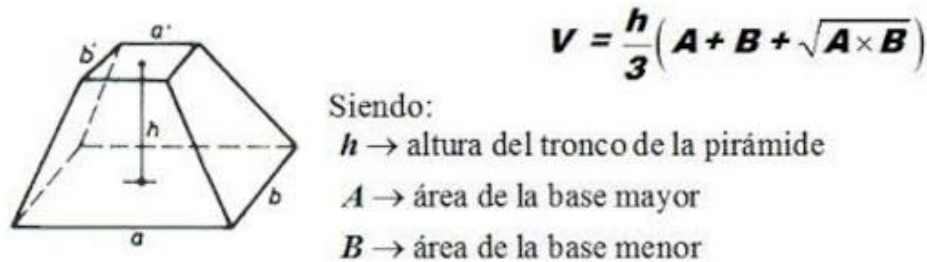 a'
b'
h
b
a
V = h/3 ( A + B + √A × B )
Siendo:
h → altura del tronco de la pirámide
A → área de la base mayor
B → área de la base menor